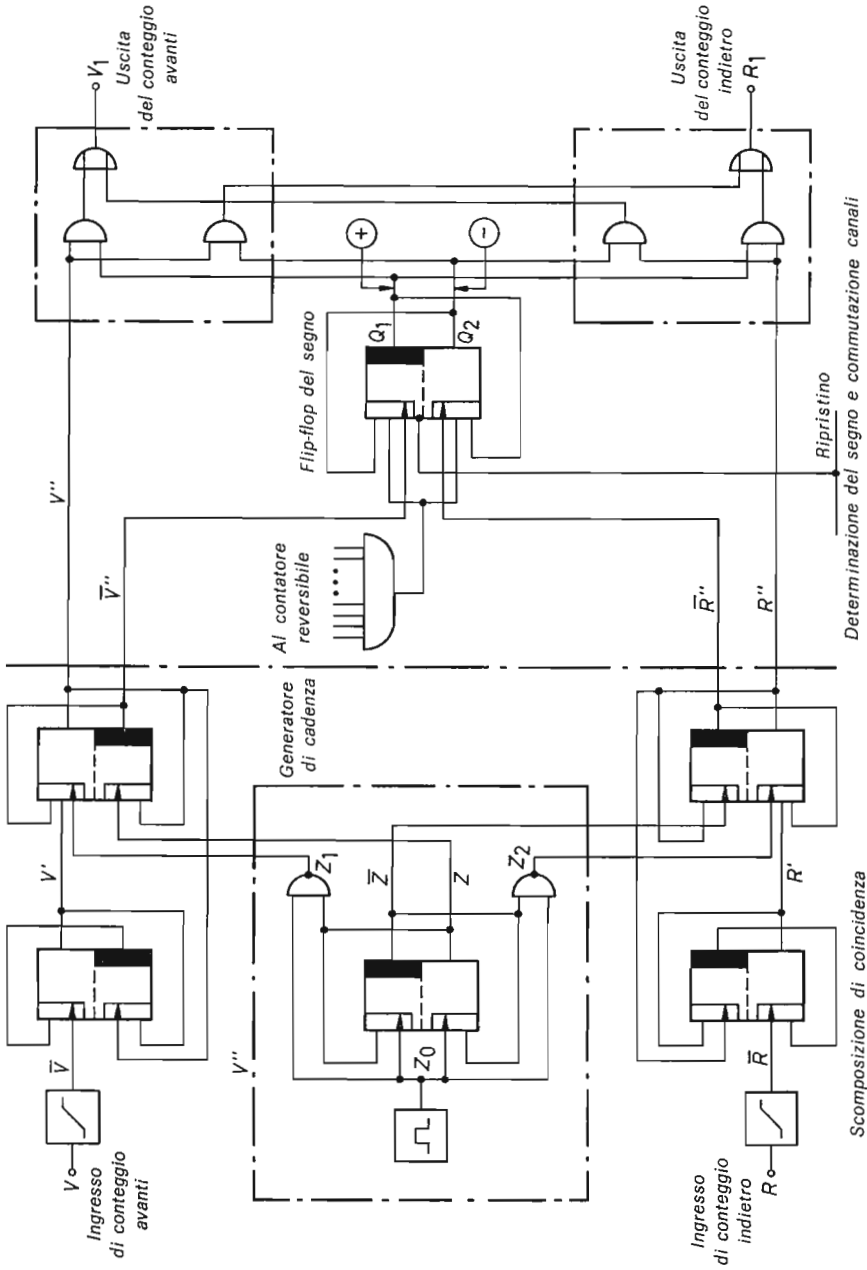 Ingresso
di conteggio
avanti
V
V̅
V'
V''
V̅''
Uscita
del conteggio
avanti
V₁
V''
Generatore
di cadenza
Z₀
Z₁
Z̅
Z
Z₂
Al contatore
reversibile
Flip-flop del segno
Q₁
Q₂
+
−
Ripristino
Ingresso
di conteggio
indietro
R
R̅
R'
R̅''
R''
Uscita
del conteggio
indietro
R₁
Scomposizione di coincidenza
Determinazione del segno e commutazione canali